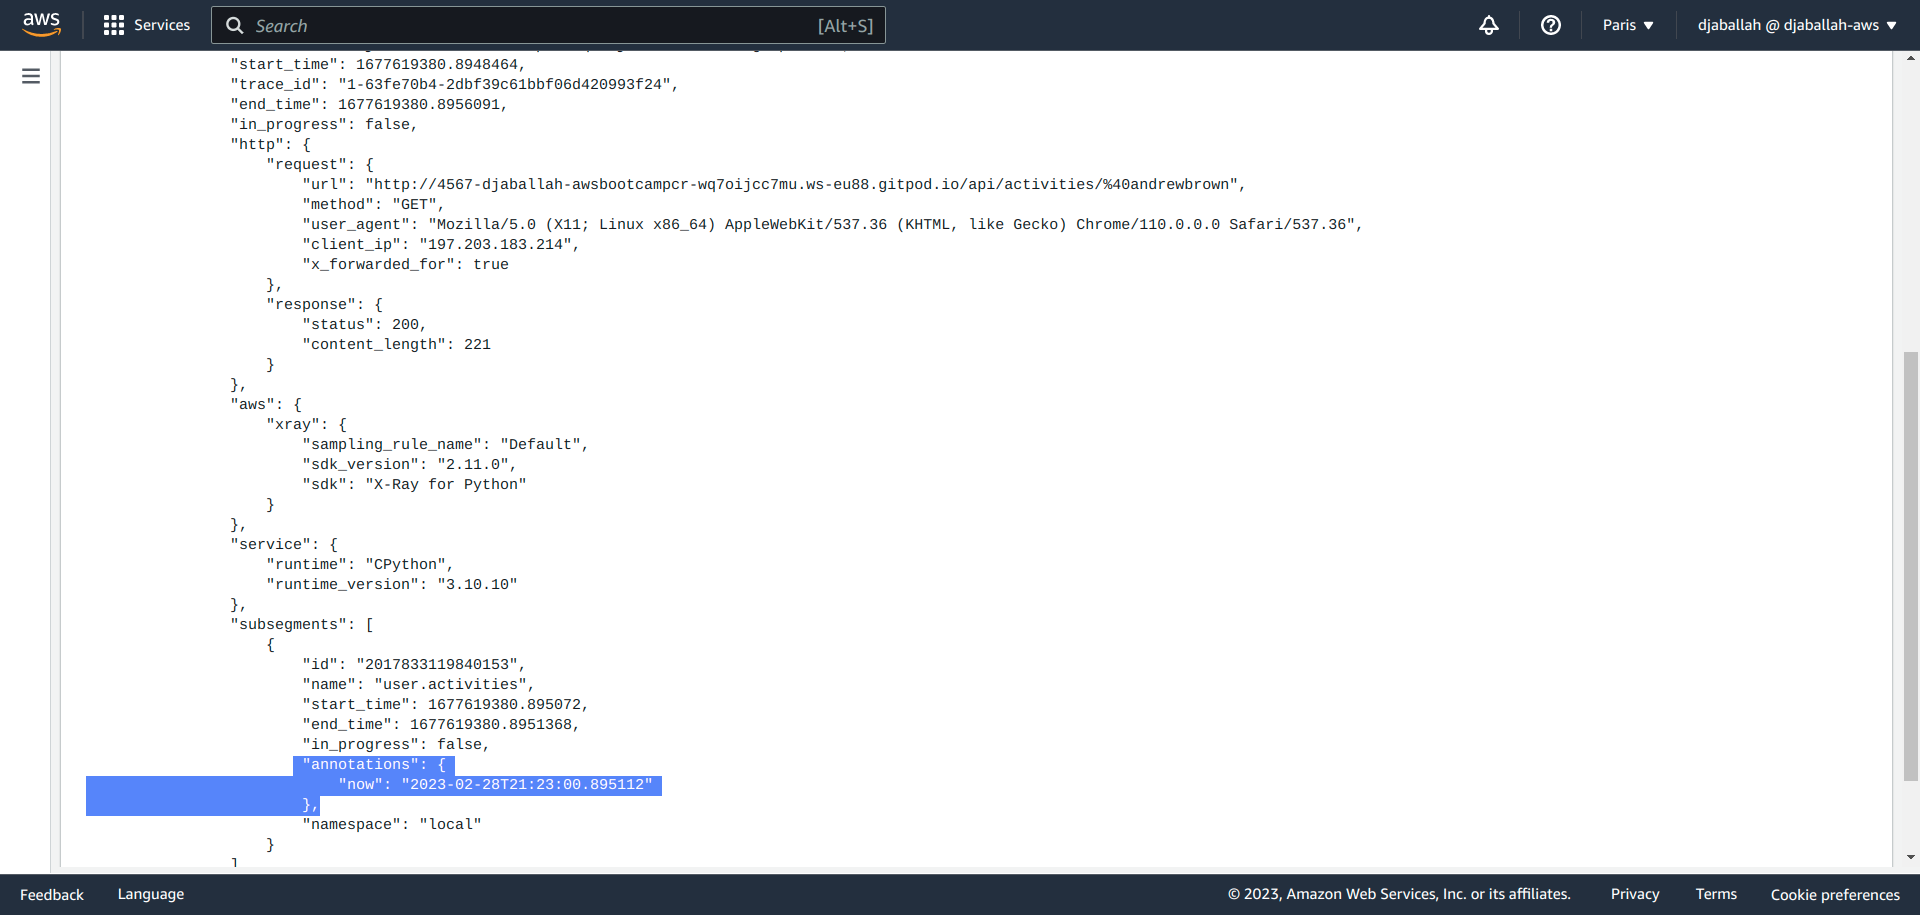 aws
Services
Search
[Alt+S]
Paris
djaballah @ djaballah-aws
"start_time": 1677619380.8948464,
"trace_id": "1-63fe70b4-2dbf39c61bbf06d420993f24",
"end_time": 1677619380.8956091,
"in_progress": false,
"http": {
"request": {
"url": "http://4567-djaballah-awsbootcampcr-wq7oijcc7mu.ws-eu88.gitpod.io/api/activities/%40andrewbrown",
"method": "GET",
"user_agent": "Mozilla/5.0 (X11; Linux x86_64) AppleWebKit/537.36 (KHTML, like Gecko) Chrome/110.0.0.0 Safari/537.36",
"client_ip": "197.203.183.214",
"x_forwarded_for": true
},
"response": {
"status": 200,
"content_length": 221
}
},
"aws": {
"xray": {
"sampling_rule_name": "Default",
"sdk_version": "2.11.0",
"sdk": "X-Ray for Python"
}
},
"service": {
"runtime": "CPython",
"runtime_version": "3.10.10"
},
"subsegments": [
{
"id": "2017833119840153",
"name": "user.activities",
"start_time": 1677619380.895072,
"end_time": 1677619380.8951368,
"in_progress": false,
"annotations": {
"now": "2023-02-28T21:23:00.895112"
},
"namespace": "local"
}
]
Feedback
Language
© 2023, Amazon Web Services, Inc. or its affiliates.
Privacy
Terms
Cookie preferences